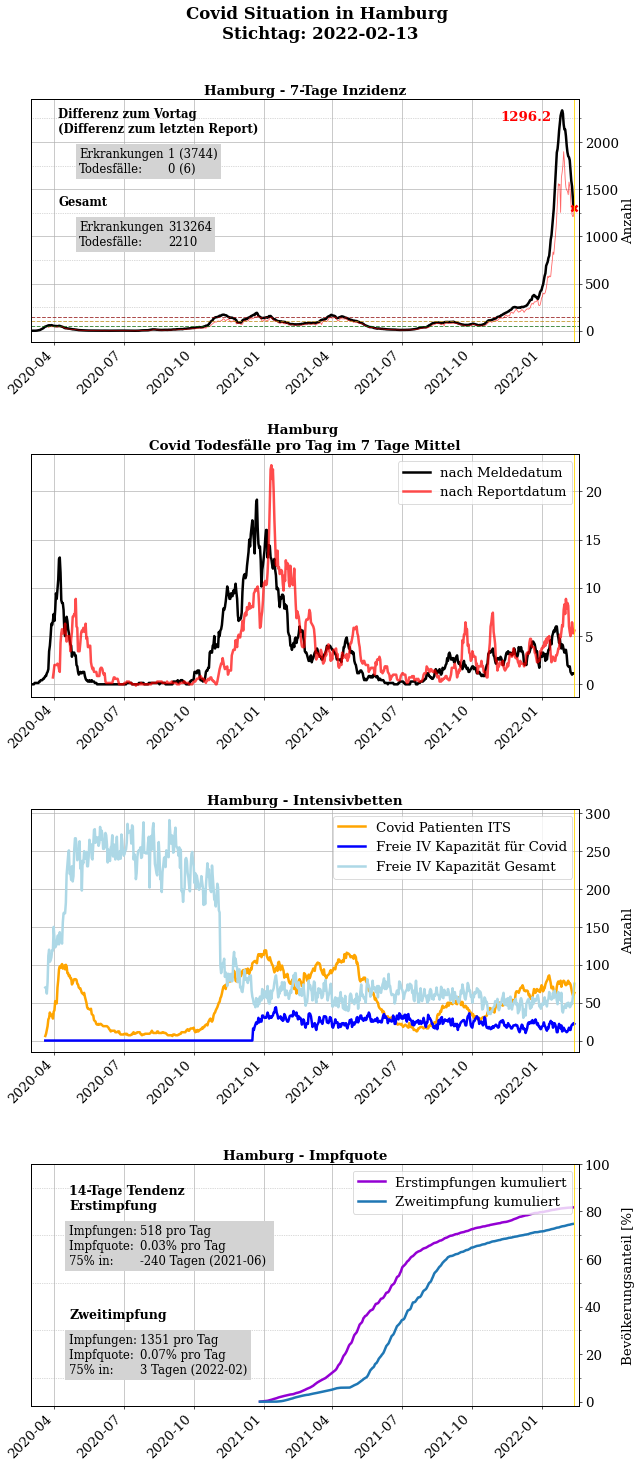 Covid Situation in Hamburg
Stichtag: 2022-02-13
Hamburg - 7-Tage Inzidenz
Differenz zum Vortag
(Differenz zum letzten Report)
Erkrankungen 1 (3744)
Todesfälle: 0 (6)
Gesamt
Erkrankungen 313264
Todesfälle: 2210
1296.2
2000
1500
1000
500
0
Anzahl
2020-04
2020-07
2020-10
2021-01
2021-04
2021-07
2021-10
2022-01
Hamburg
Covid Todesfälle pro Tag im 7 Tage Mittel
nach Meldedatum
nach Reportdatum
20
15
10
5
0
2020-04
2020-07
2020-10
2021-01
2021-04
2021-07
2021-10
2022-01
Hamburg - Intensivbetten
Covid Patienten ITS
Freie IV Kapazität für Covid
Freie IV Kapazität Gesamt
300
250
200
150
100
50
0
Anzahl
2020-04
2020-07
2020-10
2021-01
2021-04
2021-07
2021-10
2022-01
Hamburg - Impfquote
14-Tage Tendenz
Erstimpfung
Impfungen: 518 pro Tag
Impfquote: 0.03% pro Tag
75% in: -240 Tagen (2021-06)
Zweitimpfung
Impfungen: 1351 pro Tag
Impfquote: 0.07% pro Tag
75% in: 3 Tagen (2022-02)
Erstimpfungen kumuliert
Zweitimpfung kumuliert
100
80
60
40
20
0
Bevölkerungsanteil [%]
2020-04
2020-07
2020-10
2021-01
2021-04
2021-07
2021-10
2022-01